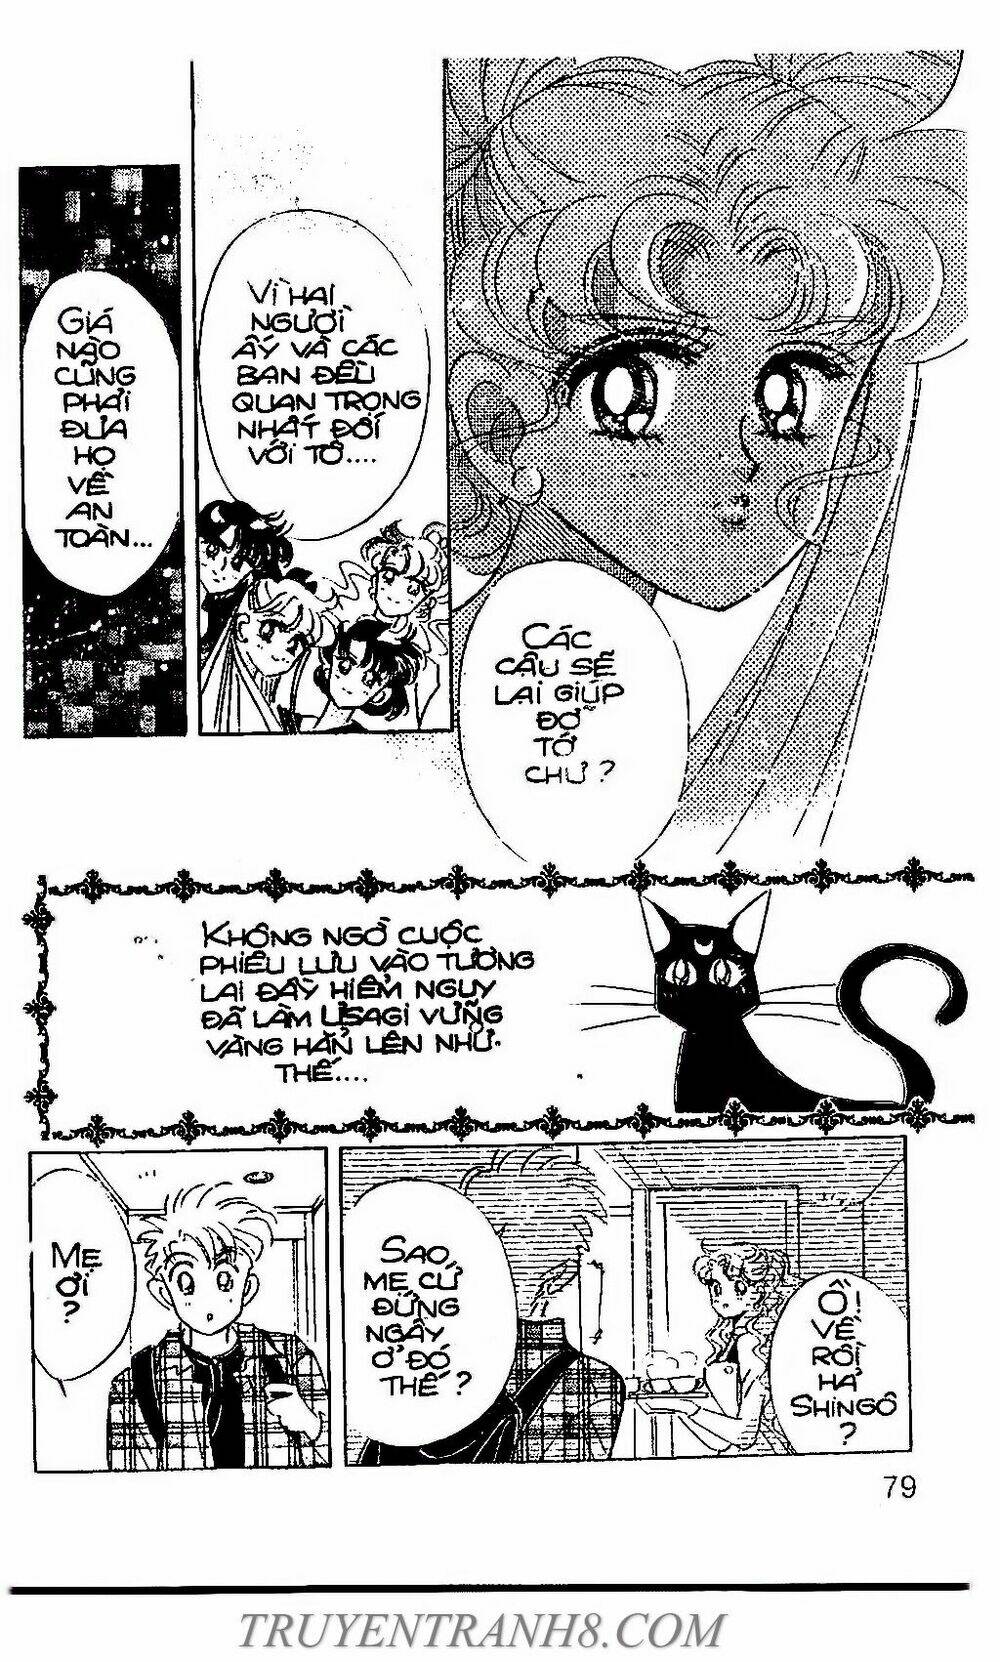 GIÁ
NÀO
CŨNG
PHẢI
ĐƯA
HỌ
VỀ
AN
TOÀN...
VÌ HAI
NGƯỜI
ẤY VÀ CÁC
BẠN ĐỀU
QUAN TRỌNG
NHẤT ĐỐI
VỚI TỚ....
CÁC
CẬU SẼ
LẠI GIÚP
ĐỠ
TỚ
CHƯ?
KHÔNG NGỜ CUỘC
PHIÊU LƯU VÀO TƯƠNG
LAI ĐẦY HIỂM NGUY
ĐÃ LÀM USAGI VỮNG
VÀNG HẲN LÊN NHƯ
THẾ....
MẸ
ƠI
?
SAO,
MẸ CỨ
ĐỨNG
NGÂY
Ở ĐÓ
THẾ?
Ồ!
VỀ
RỒI
HẢ
SHINGÔ
?
79
TRUYENTRANH8.COM